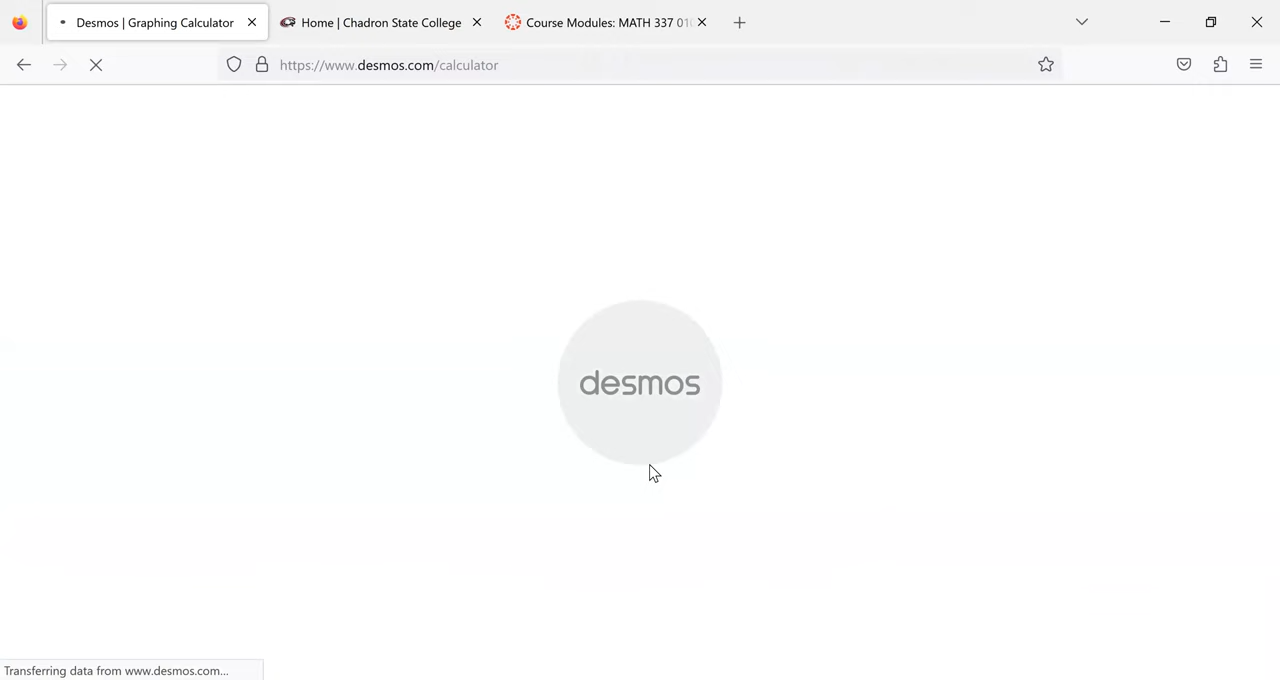 Desmos | Graphing Calculator
Home | Chadron State College
Course Modules: MATH 337 01
https://www.desmos.com/calculator
desmos
Transferring data from www.desmos.com...